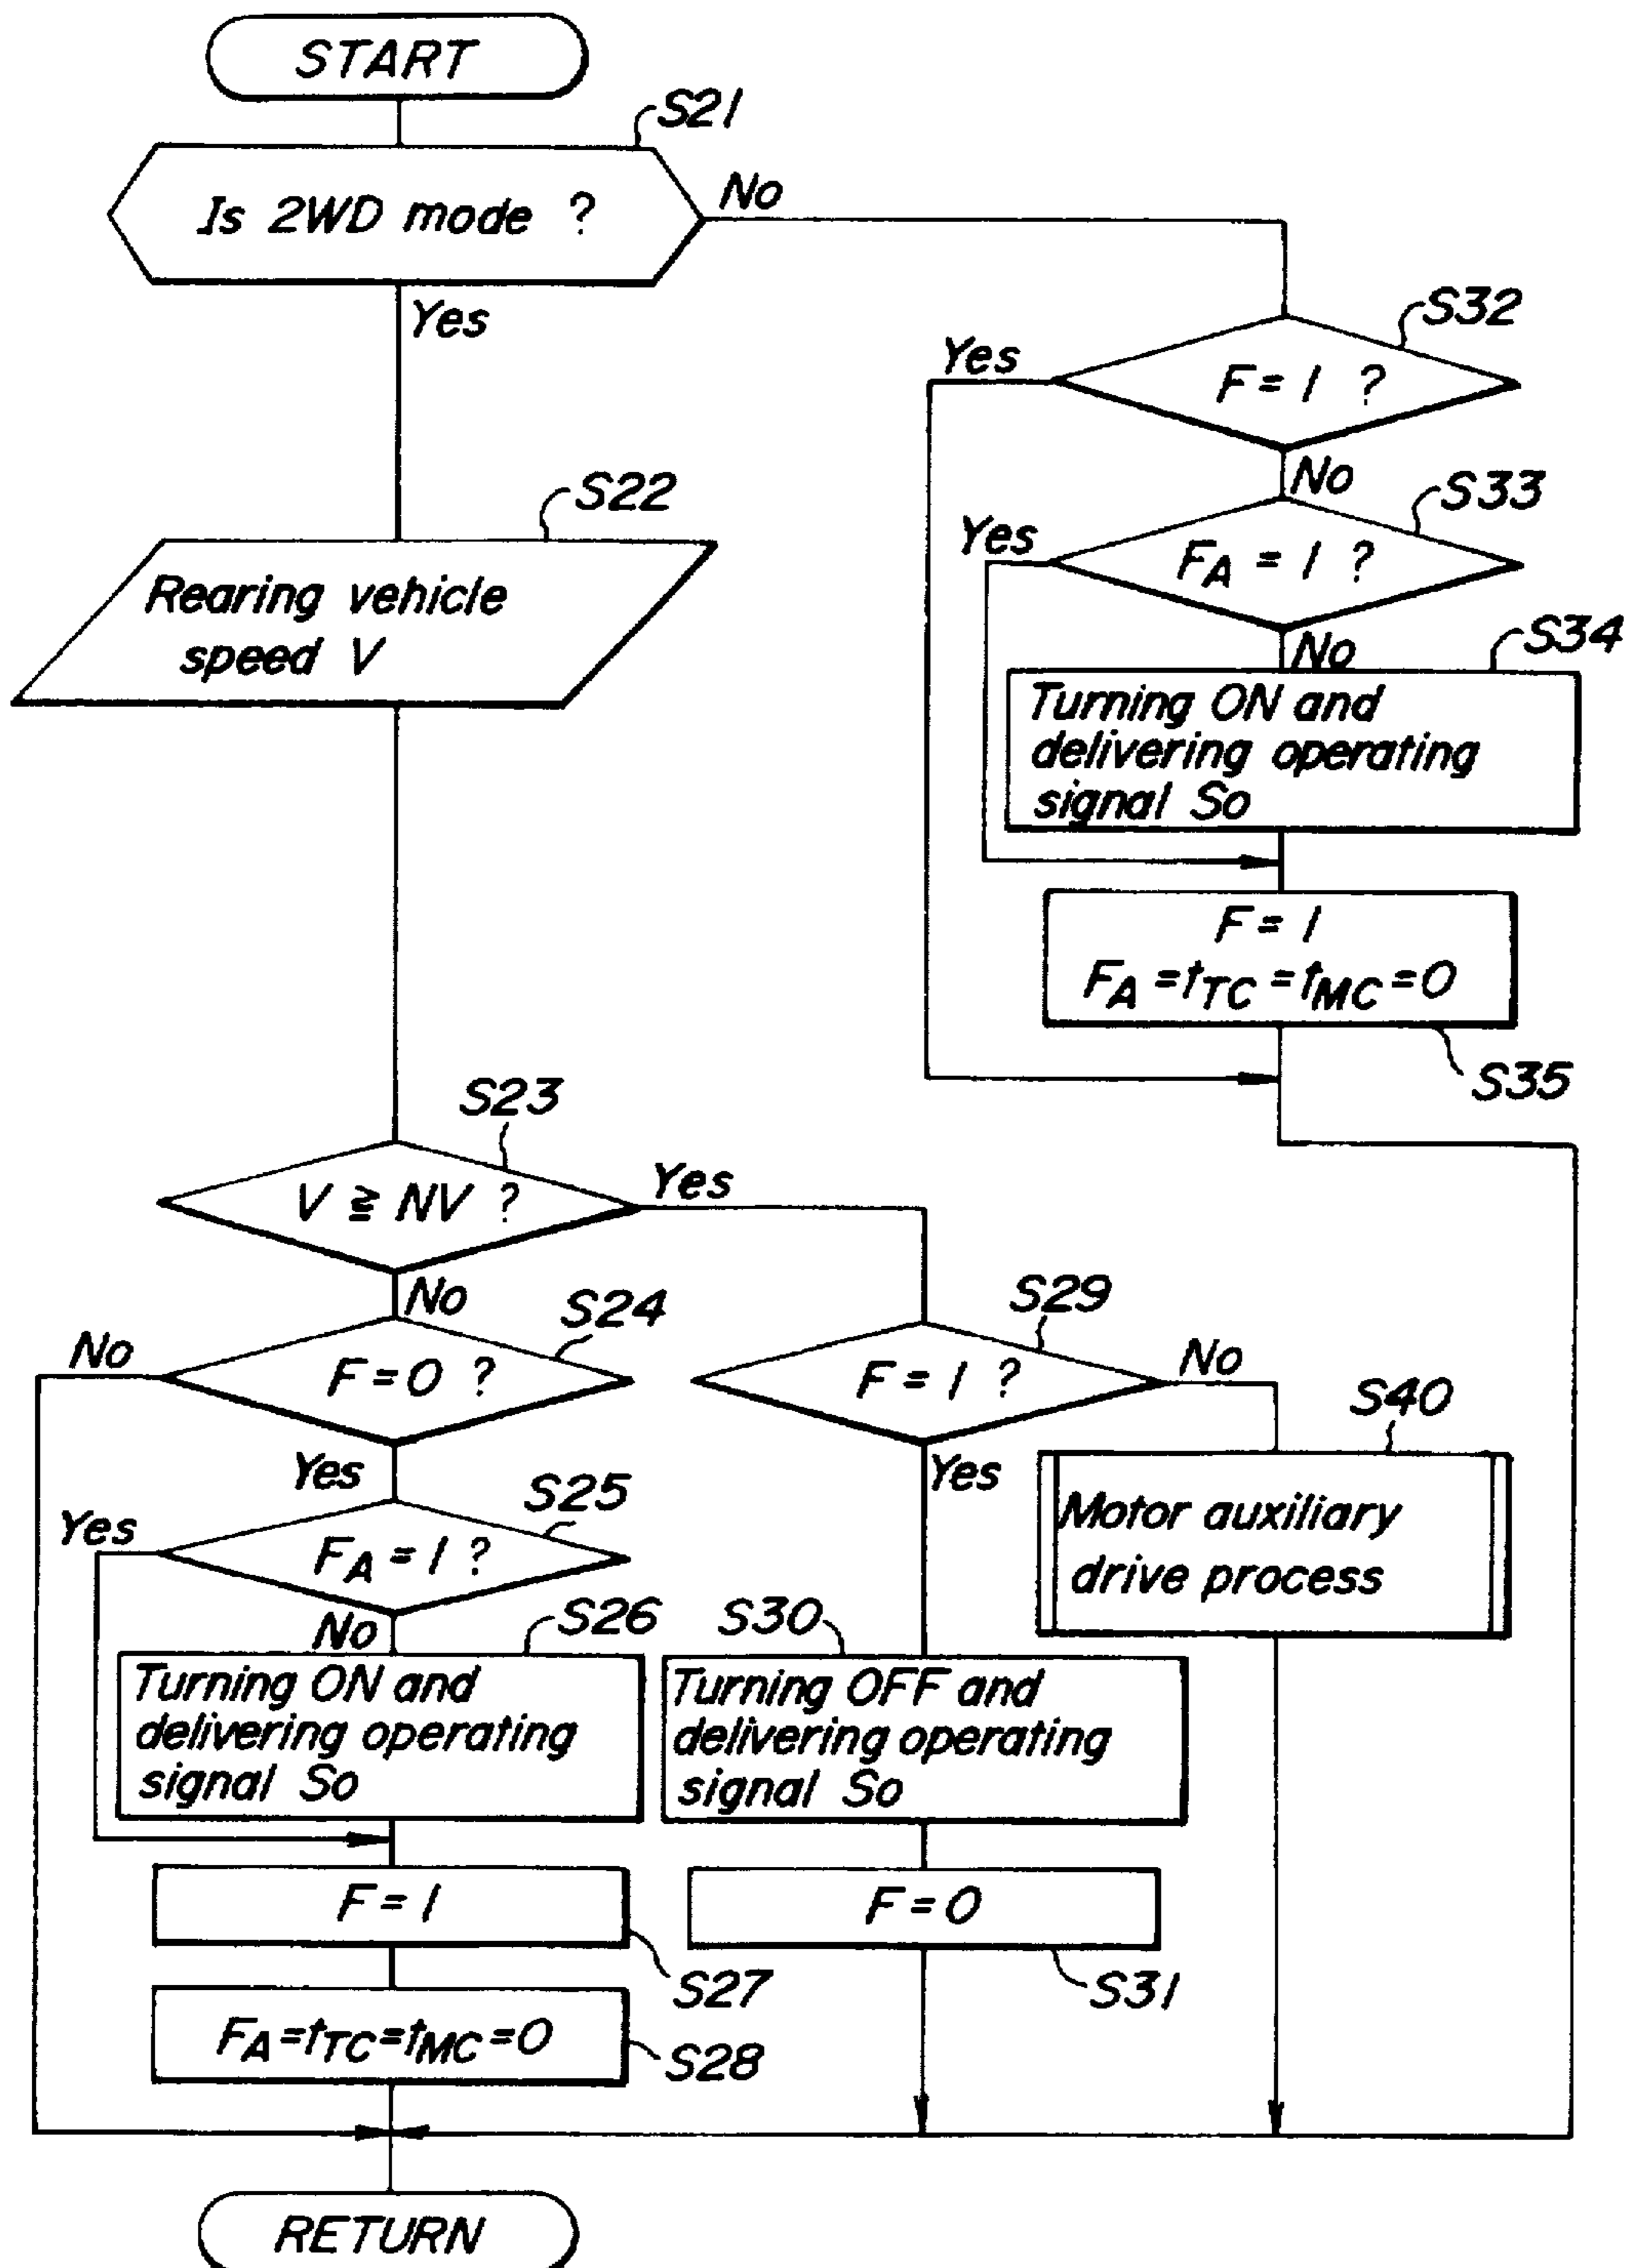 START
S21
Is 2WD mode ?
No
Yes
S32
Yes
F = 1 ?
No
S33
Yes
FA = 1 ?
No
S34
Turning ON and
delivering operating
signal So
F = 1
FA = tTC = tMC = 0
S35
S22
Rearing vehicle
speed V
S23
V ≧ NV ?
Yes
No
S24
No
F = 0 ?
Yes
S25
Yes
FA = 1 ?
No
S26
Turning ON and
delivering operating
signal So
F = 1
S27
FA = tTC = tMC = 0
S28
S29
F = 1 ?
No
Yes
S40
Motor auxiliary
drive process
S30
Turning OFF and
delivering operating
signal So
F = 0
S31
RETURN